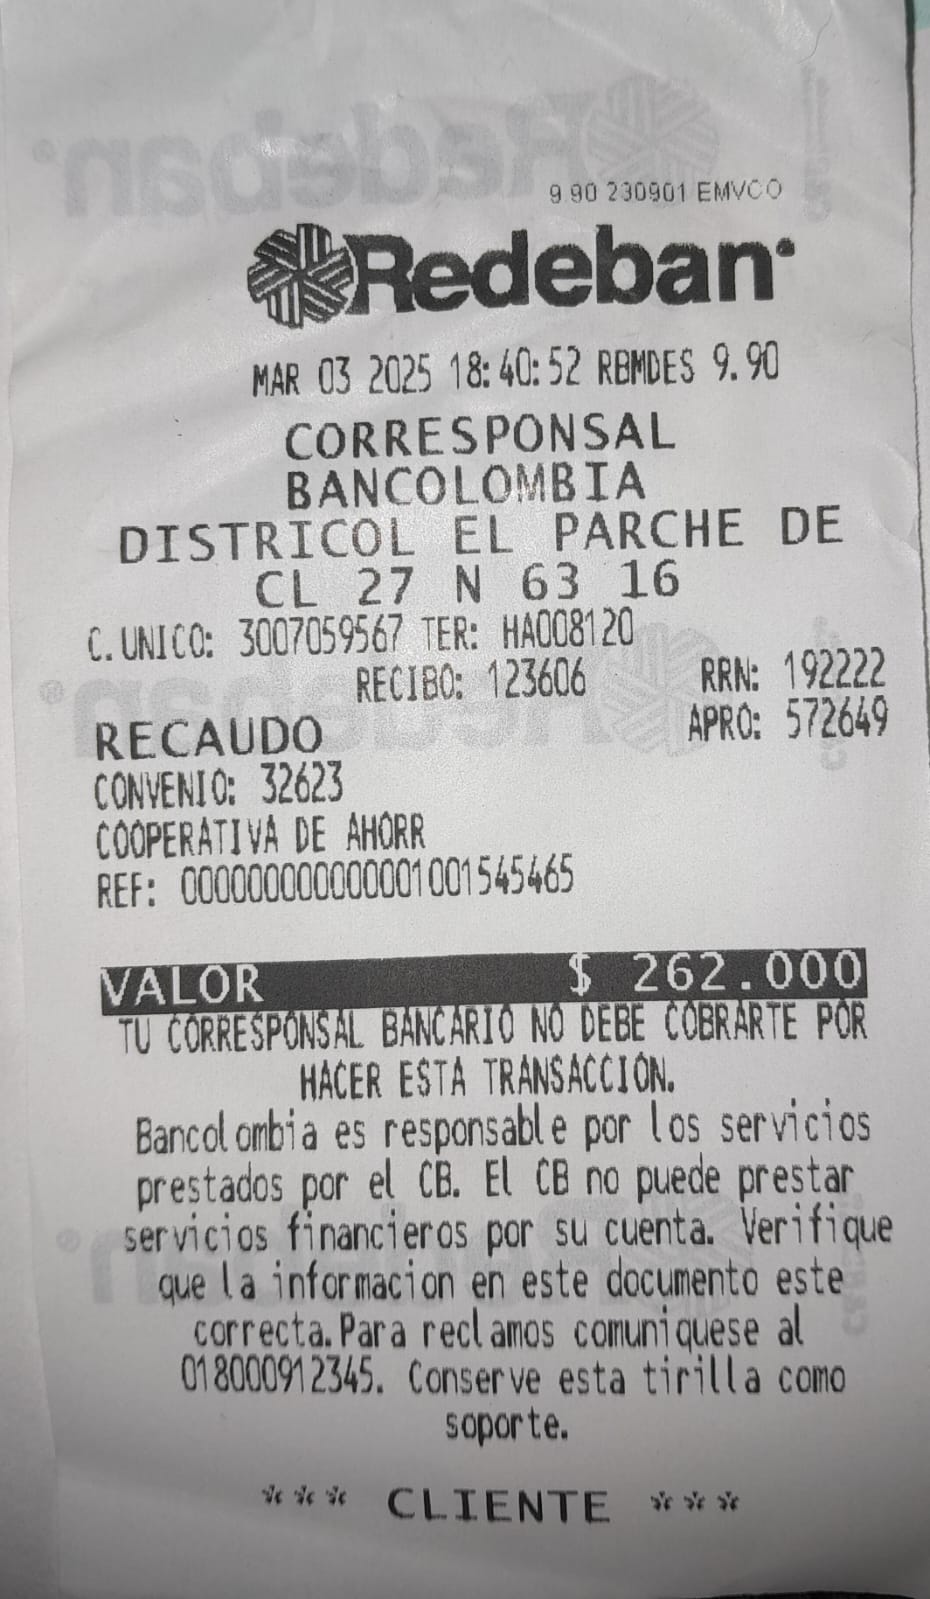 9.90 230901 EMVCO
Redeban
MAR 03 2025 18:40:52 RBMDES 9.90
CORRESPONSAL
BANCOLOMBIA
DISTRICOL EL PARCHE DE
CL 27 N 63 16
C.UNICO: 3007059567 TER: HA008120
RECIBO: 123606 RRN: 192222
RECAUDO APRO: 572649
CONVENIO: 32623
COOPERATIVA DE AHORR
REF: 000000000000001001545465
VALOR $ 262.000
TU CORRESPONSAL BANCARIO NO DEBE COBRARTE POR
HACER ESTA TRANSACCION.
Bancolombia es responsable por los servicios
prestados por el CB. El CB no puede prestar
servicios financieros por su cuenta. Verifique
que la informacion en este documento este
correcta.Para reclamos comuniquese al
018000912345. Conserve esta tirilla como
soporte.
*** CLIENTE ***